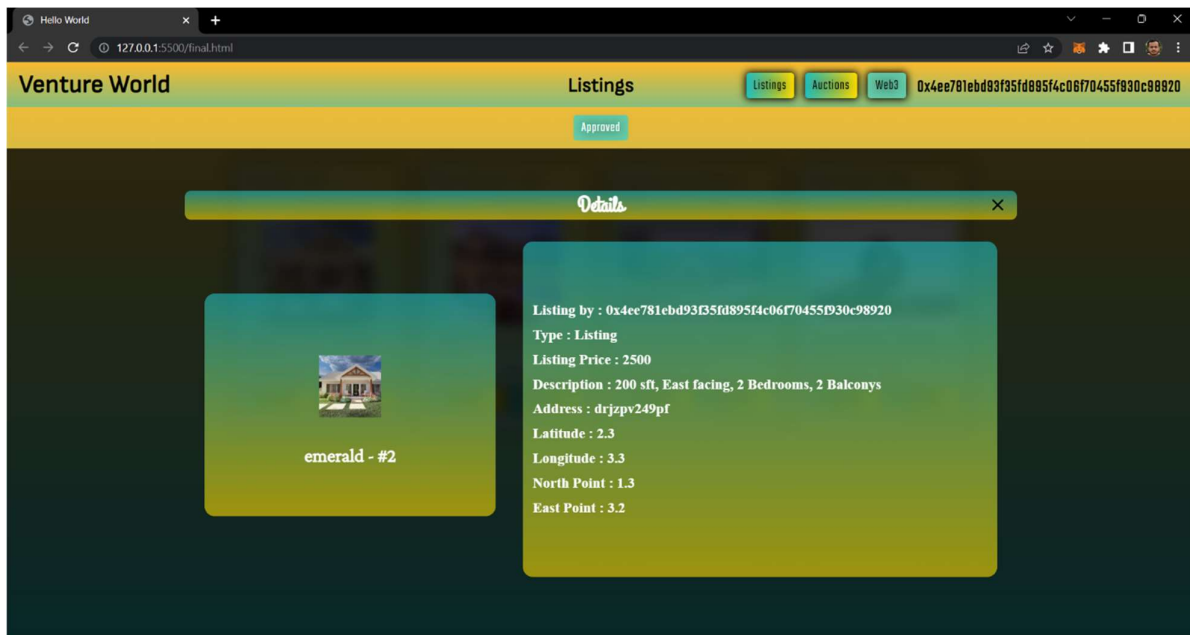 Hello World
127.0.0.1:5500/final.html
Venture World
Listings
Listings
Auctions
Web3
0x4ee781ebd93f35fd895f4c06f70455f930c98920
Approved
Details
Listing by : 0x4ee781ebd93f35fd895f4c06f70455f930c98920
Type : Listing
Listing Price : 2500
Description : 200 sft, East facing, 2 Bedrooms, 2 Balconys
Address : drjzpv249pf
Latitude : 2.3
Longitude : 3.3
North Point : 1.3
East Point : 3.2
emerald - #2